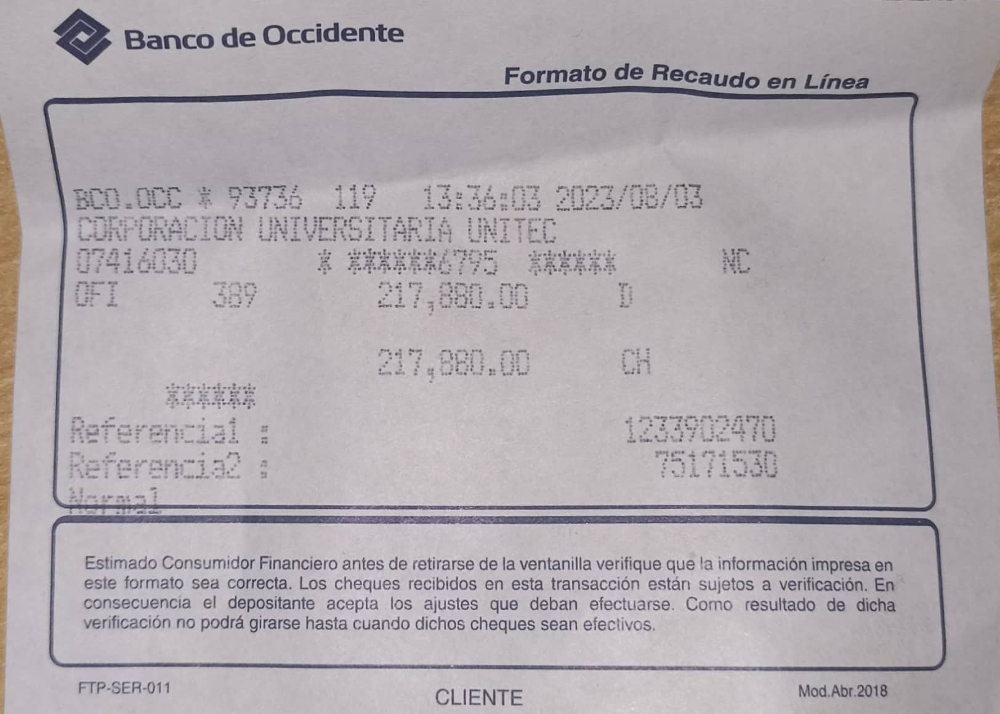 Banco de Occidente
Formato de Recaudo en Línea
BCO.OCC * 93736 119 13:36:03 2023/08/03
CORPORACION UNIVERSITARIA UNITEC
07416030 * ******6795 ****** NC
OFI 389 217,880.00 D
217,880.00 CH
******
Referencia1 : 1233902470
Referencia2 : 75171530
Normal
Estimado Consumidor Financiero antes de retirarse de la ventanilla verifique que la información impresa en
este formato sea correcta. Los cheques recibidos en esta transacción están sujetos a verificación. En
consecuencia el depositante acepta los ajustes que deban efectuarse. Como resultado de dicha
verificación no podrá girarse hasta cuando dichos cheques sean efectivos.
FTP-SER-011 CLIENTE Mod.Abr.2018